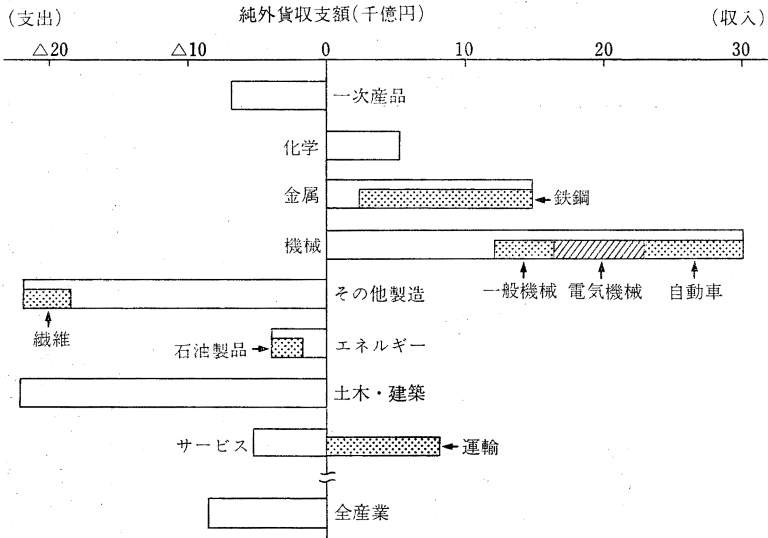 (支出) 純外貨収支額(千億円) (収入)
△20 △10 0 10 20 30
一次産品
化学
金属 鉄鋼
機械
一般機械 電気機械 自動車
その他製造
繊維
石油製品 エネルギー
土木・建築
サービス 運輸
全産業